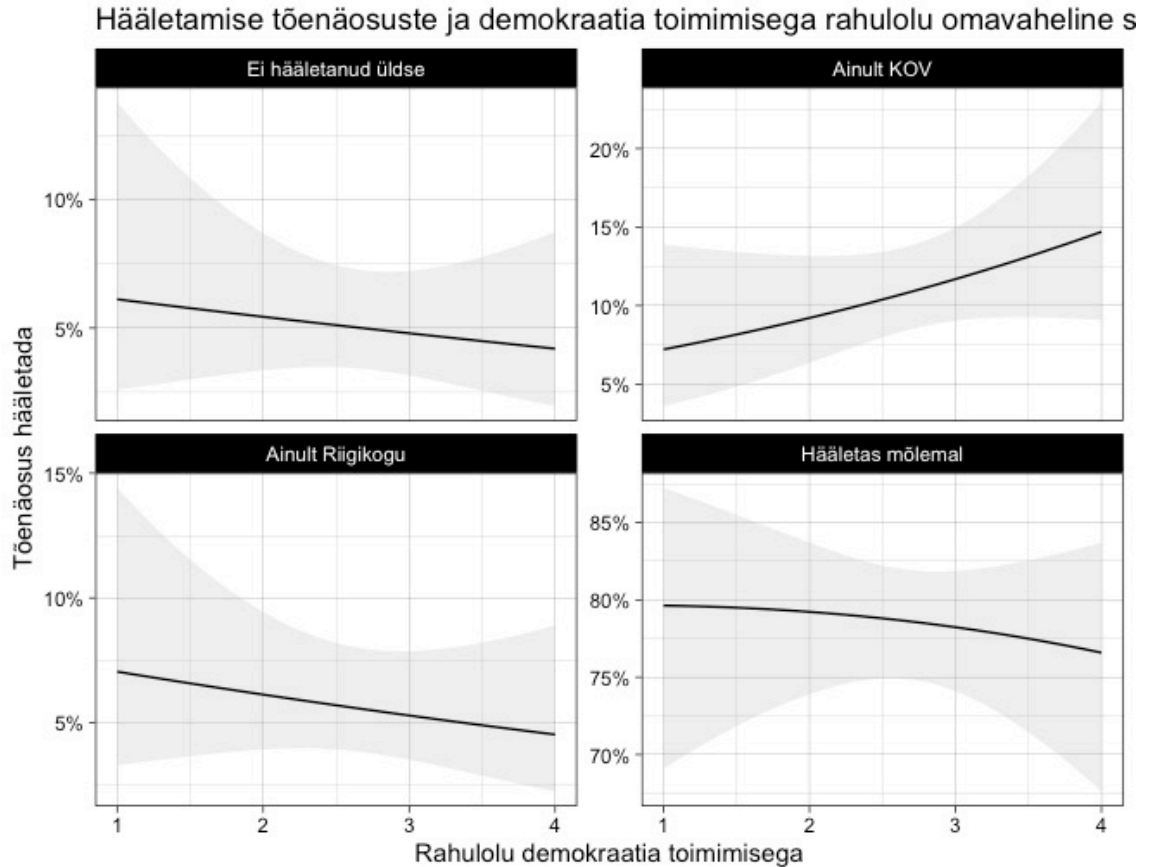 Hääletamise tõenäosuste ja demokraatia toimimisega rahulolu omavaheline s
Ei hääletanud üldse
Ainult KOV
10%
5%
20%
15%
10%
5%
Tõenäosus hääletada
Ainult Riigikogu
Hääletas mõlemal
15%
10%
5%
85%
80%
75%
70%
1 2 3 4
1 2 3 4
Rahulolu demokraatia toimimisega